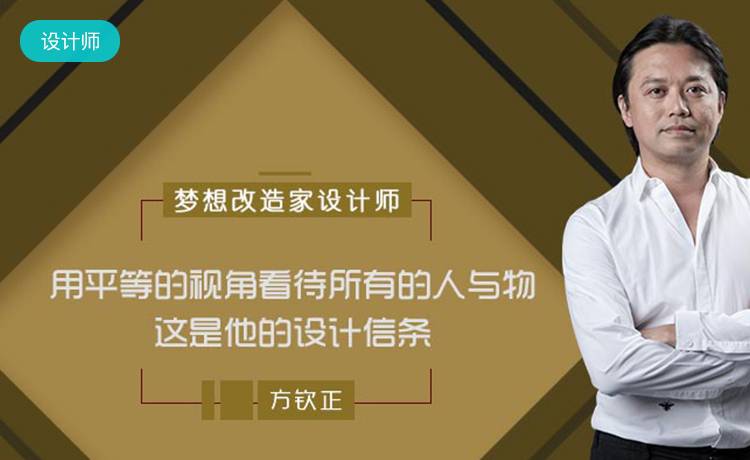 设计师
梦想改造家设计师
用平等的视角看待所有的人与物
这是他的设计信条
方钦正